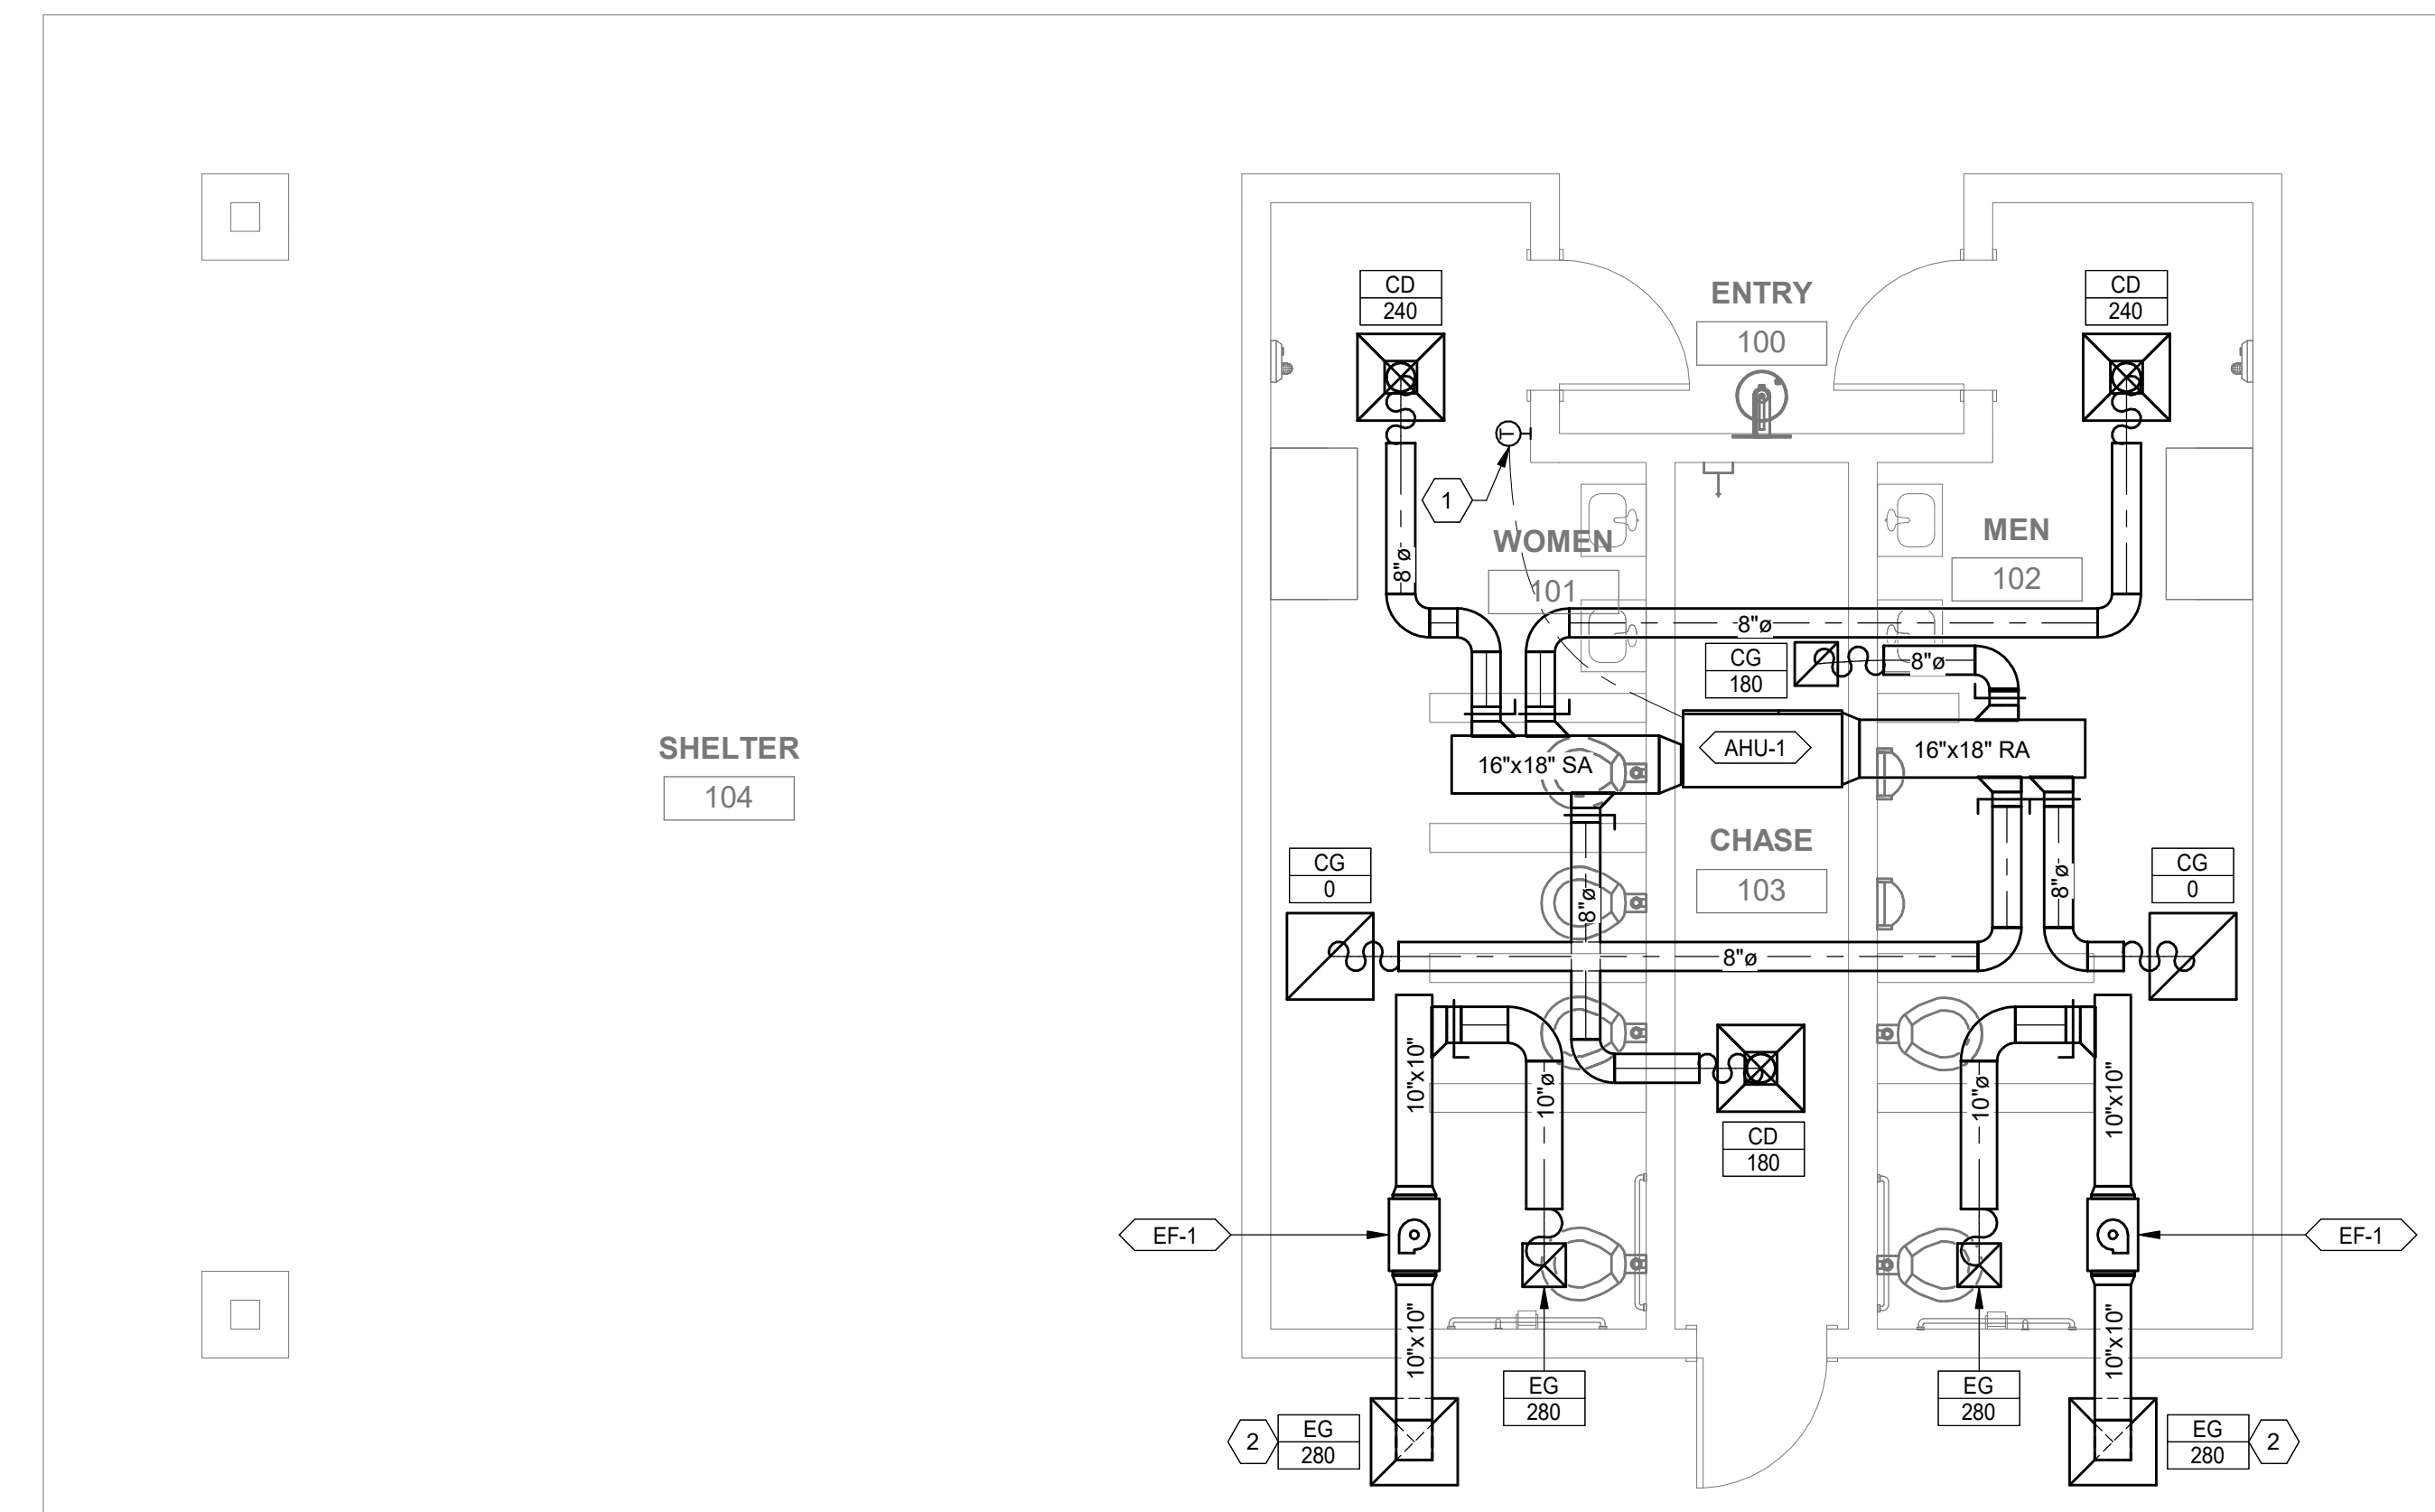 CD
240
CD
240
ENTRY
100
T
1
WOMEN
101
MEN
102
8"ø
8"ø
CG
180
8"ø
SHELTER
104
16"x18" SA
AHU-1
16"x18" RA
CHASE
103
CG
0
CG
0
8"ø
8"ø
8"ø
10"x10"
10"ø
10"ø
10"x10"
CD
180
EF-1
EF-1
10"x10"
10"x10"
EG
280
EG
280
2
EG
280
EG
280
2